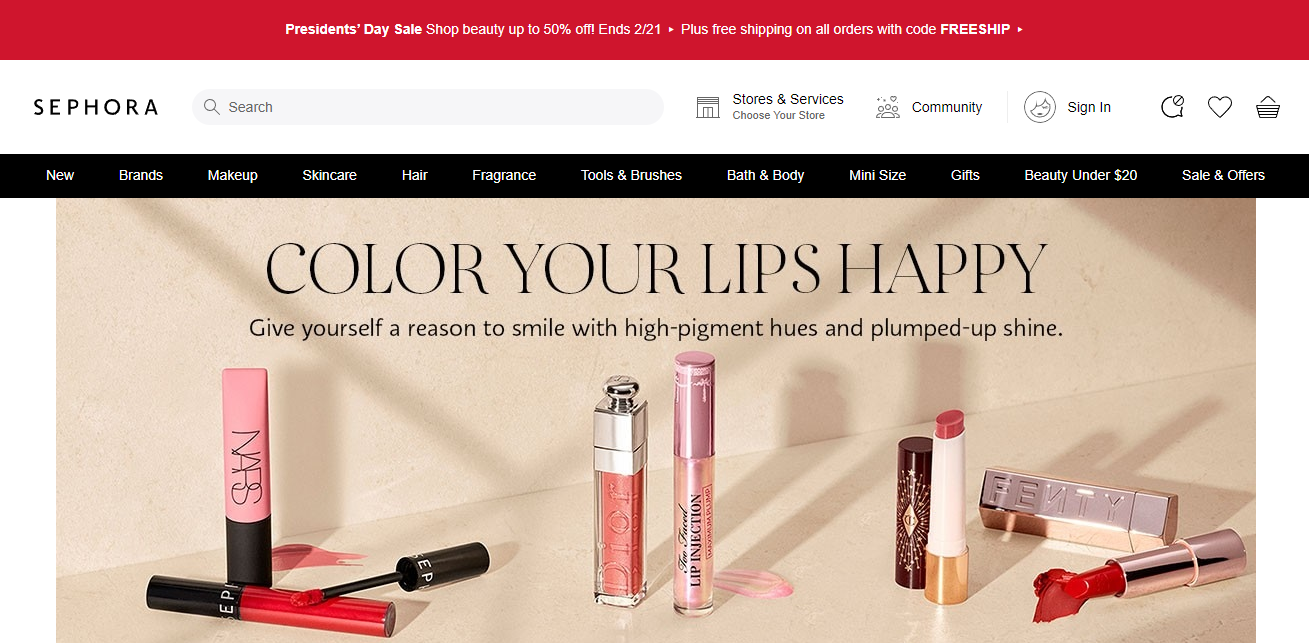 Presidents’ Day Sale Shop beauty up to 50% off! Ends 2/21 ▸ Plus free shipping on all orders with code FREESHIP ▸
SEPHORA
Search
Stores & Services
Choose Your Store
Community
Sign In
New
Brands
Makeup
Skincare
Hair
Fragrance
Tools & Brushes
Bath & Body
Mini Size
Gifts
Beauty Under $20
Sale & Offers
COLOR YOUR LIPS HAPPY
Give yourself a reason to smile with high-pigment hues and plumped-up shine.
NARS
SEP
SEP
Dior
Too Faced
LIP INJECTION
MAXIMUM PLUMP
FENTY